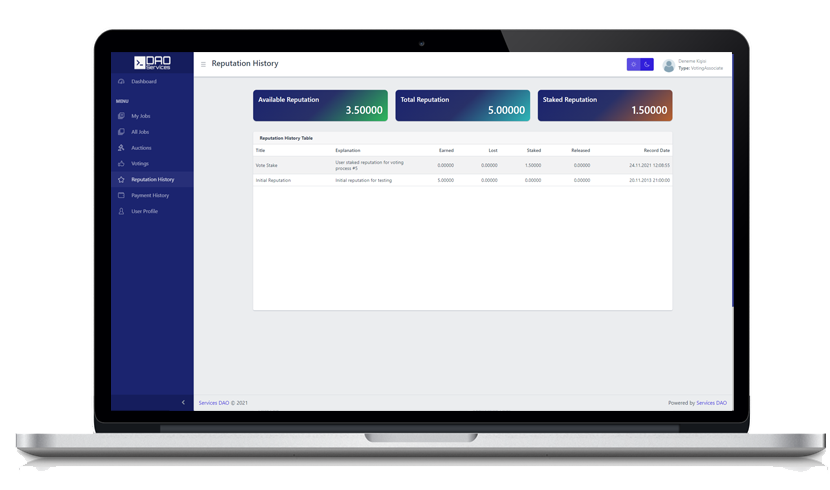 DAO
Services
Reputation History
Deneme Kişisi
Type: VotingAssociate
Dashboard
MENU
My Jobs
All Jobs
Auctions
Votings
Reputation History
Payment History
User Profile
Available Reputation
3.50000
Total Reputation
5.00000
Staked Reputation
1.50000
Reputation History Table
Title Explanation Earned Lost Staked Released Record Date
Vote Stake User staked reputation for voting process #5 0.00000 0.00000 1.50000 0.00000 24.11.2021 12:08:55
Initial Reputation Initial reputation for testing 5.00000 0.00000 0.00000 0.00000 20.11.2013 21:00:00
Services DAO © 2021
Powered by Services DAO